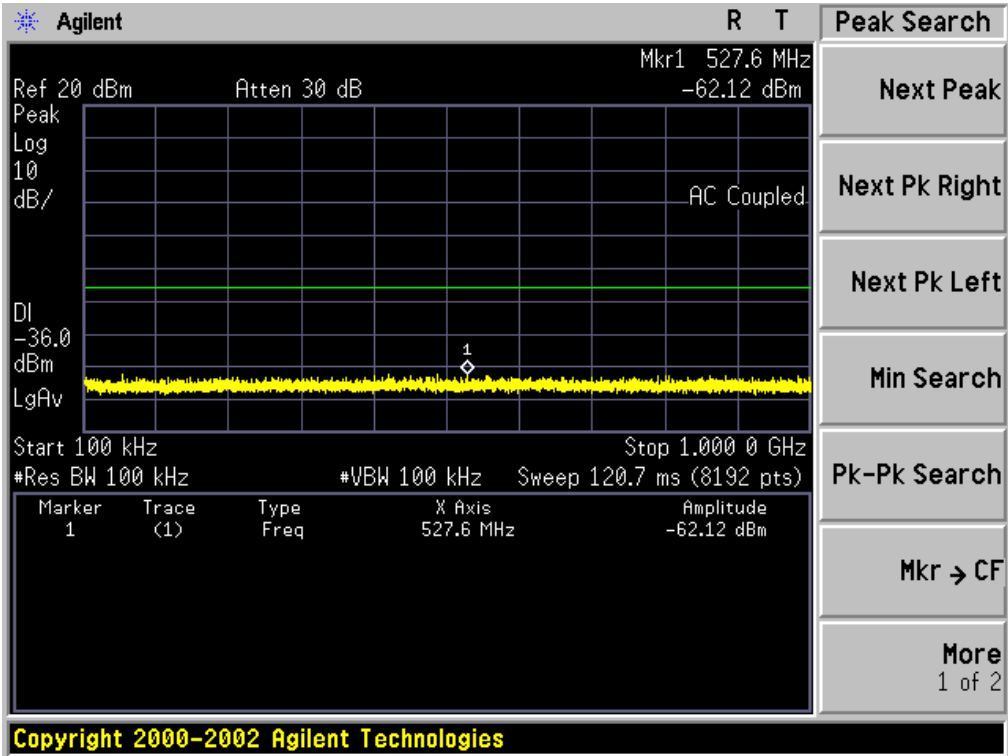 Agilent R T Peak Search
Mkr1 527.6 MHz
Ref 20 dBm Atten 30 dB -62.12 dBm
Peak
Log
10
dB/
AC Coupled
DI
-36.0
dBm
LgAv
1
Start 100 kHz Stop 1.000 0 GHz
#Res BW 100 kHz #VBW 100 kHz Sweep 120.7 ms (8192 pts)
Marker Trace Type X Axis Amplitude
1 (1) Freq 527.6 MHz -62.12 dBm
Next Peak
Next Pk Right
Next Pk Left
Min Search
Pk-Pk Search
Mkr → CF
More
1 of 2
Copyright 2000-2002 Agilent Technologies